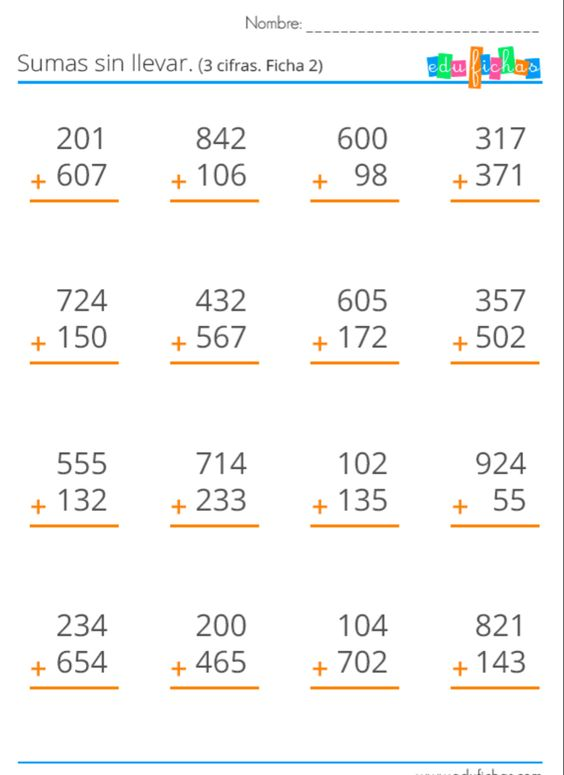 Nombre: ___________________________
Sumas sin llevar. (3 cifras. Ficha 2)
edufichas
201 842 600 317
+ 607 + 106 + 98 + 371
724 432 605 357
+ 150 + 567 + 172 + 502
555 714 102 924
+ 132 + 233 + 135 + 55
234 200 104 821
+ 654 + 465 + 702 + 143